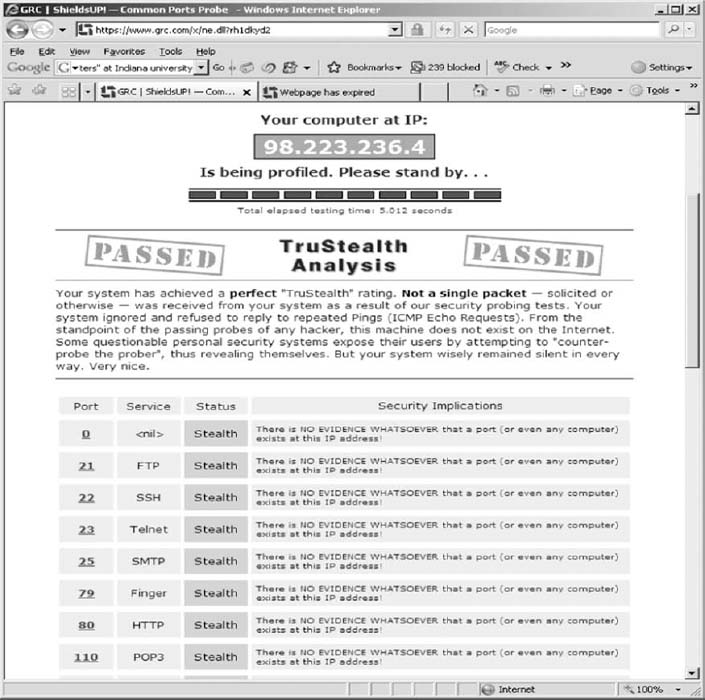 GRC | ShieldsUP! — Common Ports Probe - Windows Internet Explorer
https://www.grc.com/x/ne.dll?rh1dkyd2
Google
File Edit View Favorites Tools Help
Google ters" at Indiana university Go Bookmarks 239 blocked ABC Check >> Settings
GRC | ShieldsUP! — Com... x Webpage has expired Page Tools >>
Your computer at IP:
98.223.236.4
Is being profiled. Please stand by. . .
Total elapsed testing time: 5.012 seconds
PASSED TruStealth Analysis PASSED
Your system has achieved a perfect "TruStealth" rating. Not a single packet — solicited or
otherwise — was received from your system as a result of our security probing tests. Your
system ignored and refused to reply to repeated Pings (ICMP Echo Requests). From the
standpoint of the passing probes of any hacker, this machine does not exist on the Internet.
Some questionable personal security systems expose their users by attempting to "counter-
probe the prober", thus revealing themselves. But your system wisely remained silent in every
way. Very nice.
Port Service Status Security Implications
0 <nil> Stealth There is NO EVIDENCE WHATSOEVER that a port (or even any computer)
exists at this IP address!
21 FTP Stealth There is NO EVIDENCE WHATSOEVER that a port (or even any computer)
exists at this IP address!
22 SSH Stealth There is NO EVIDENCE WHATSOEVER that a port (or even any computer)
exists at this IP address!
23 Telnet Stealth There is NO EVIDENCE WHATSOEVER that a port (or even any computer)
exists at this IP address!
25 SMTP Stealth There is NO EVIDENCE WHATSOEVER that a port (or even any computer)
exists at this IP address!
79 Finger Stealth There is NO EVIDENCE WHATSOEVER that a port (or even any computer)
exists at this IP address!
80 HTTP Stealth There is NO EVIDENCE WHATSOEVER that a port (or even any computer)
exists at this IP address!
110 POP3 Stealth There is NO EVIDENCE WHATSOEVER that a port (or even any computer)
exists at this IP address!
Internet 100%